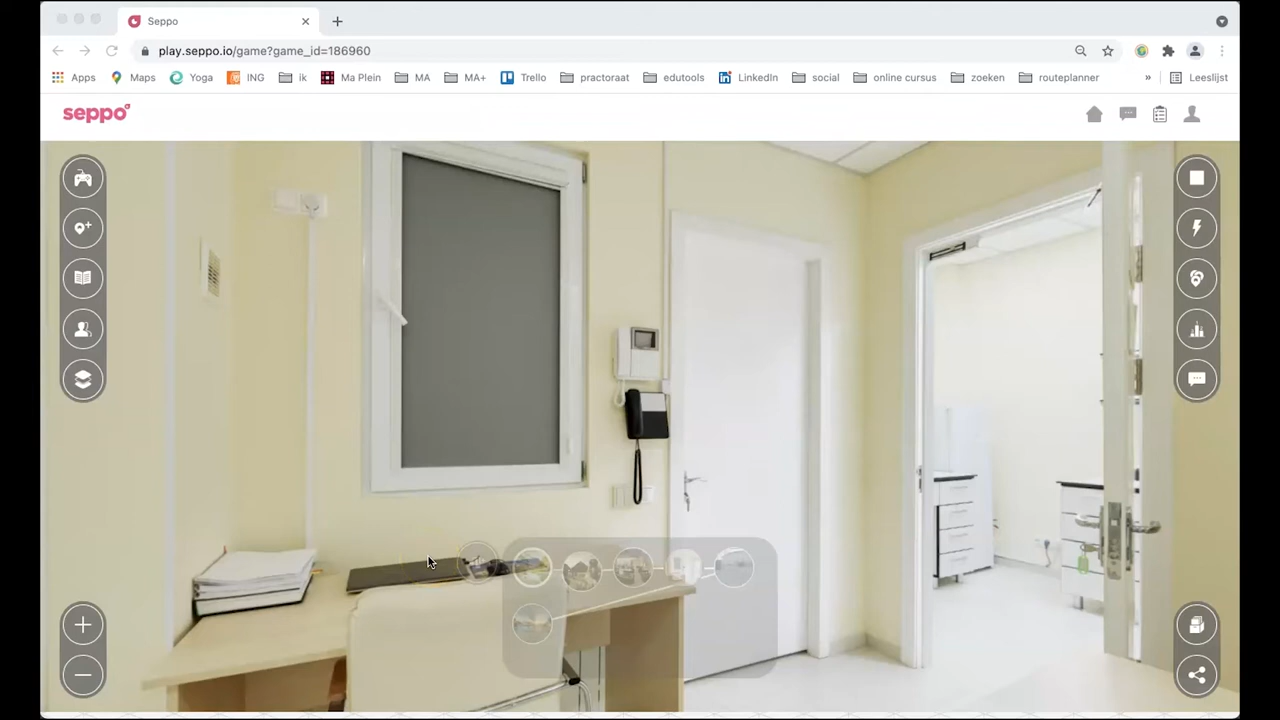 Seppo
play.seppo.io/game?game_id=186960
Apps Maps Yoga ING ik Ma Plein MA MA+ Trello practoraat edutools LinkedIn social online cursus zoeken routeplanner » Leeslijst
seppo